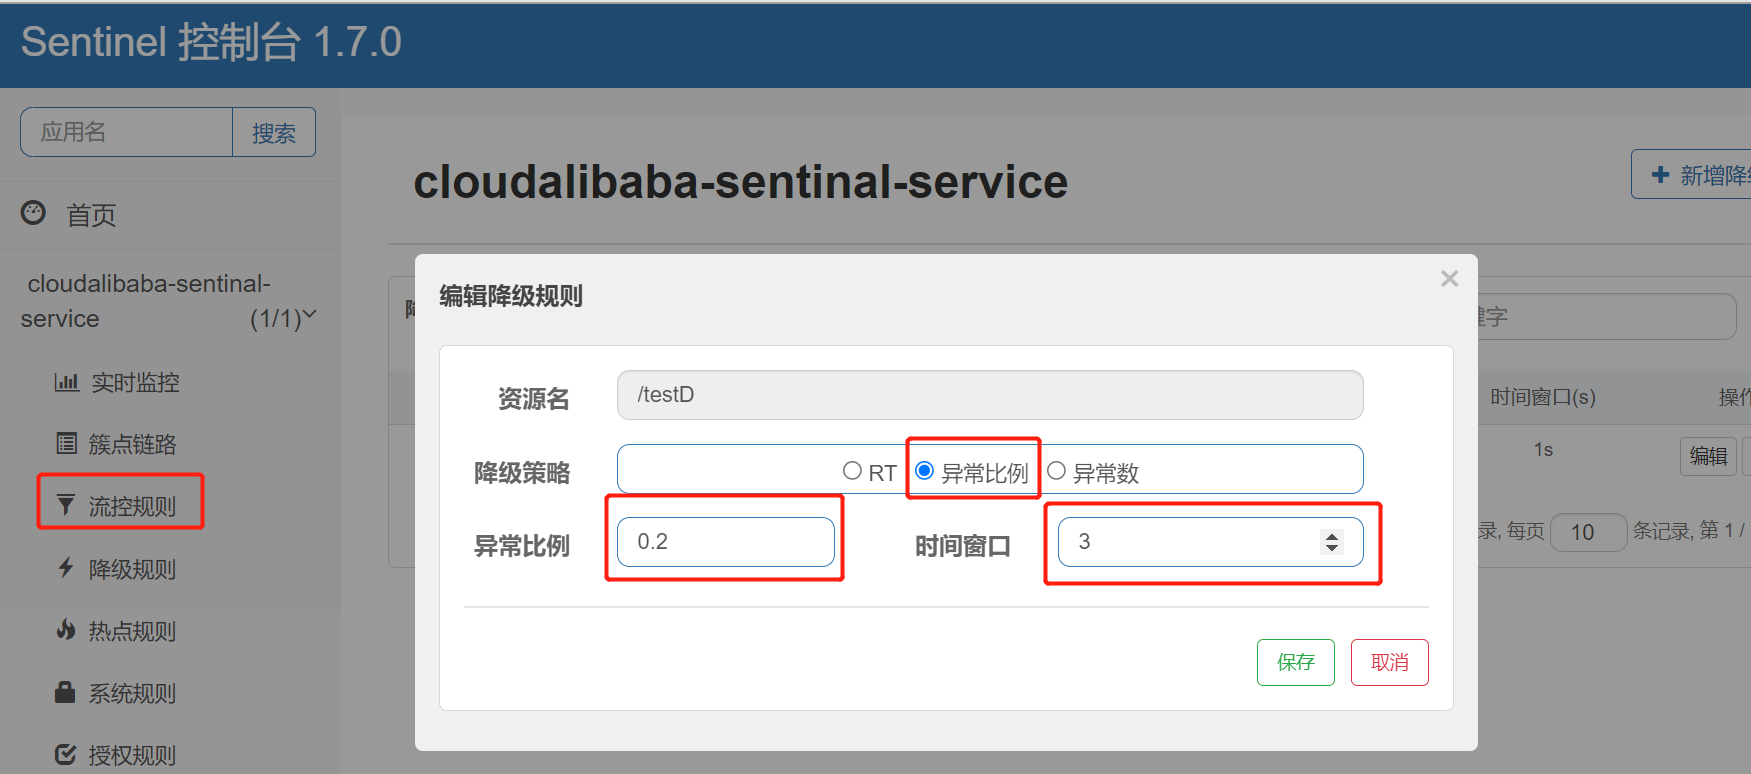 Sentinel 控制台 1.7.0
应用名
搜索
首页
cloudalibaba-sentinal-
service
(1/1)
实时监控
簇点链路
流控规则
降级规则
热点规则
系统规则
授权规则
cloudalibaba-sentinal-service
新增降
编辑降级规则
资源名
/testD
降级策略
RT
异常比例
异常数
异常比例
0.2
时间窗口
3
保存
取消
字
时间窗口(s)
操作
1s
编辑
录, 每页
10
条记录, 第 1 /